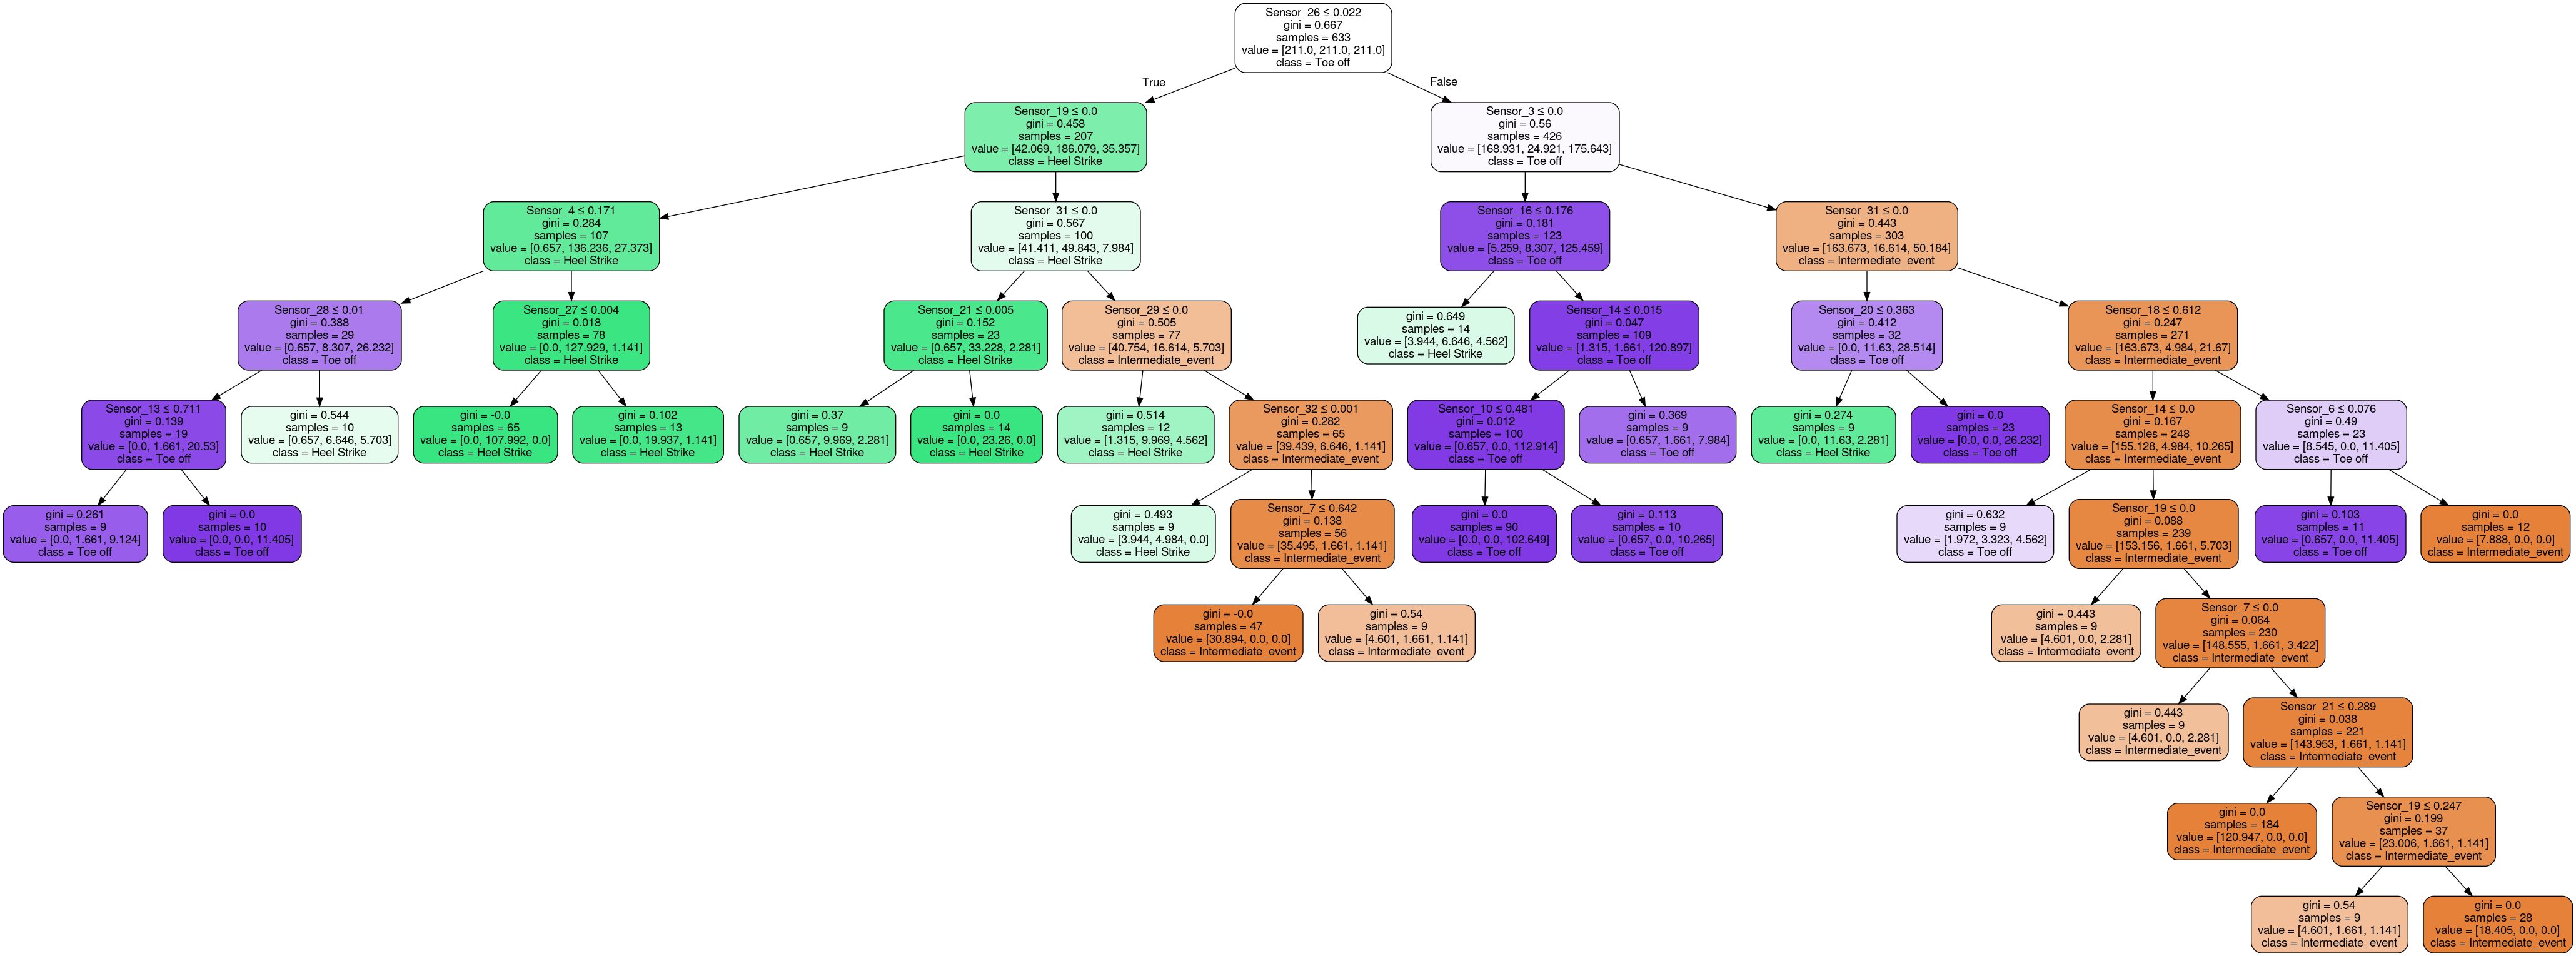 Sensor_26 ≤ 0.022
gini = 0.667
samples = 633
value = [211.0, 211.0, 211.0]
class = Toe off
True
False
Sensor_19 ≤ 0.0
gini = 0.458
samples = 207
value = [42.069, 186.079, 35.357]
class = Heel Strike
Sensor_3 ≤ 0.0
gini = 0.56
samples = 426
value = [168.931, 24.921, 175.643]
class = Toe off
Sensor_4 ≤ 0.171
gini = 0.284
samples = 107
value = [0.657, 136.236, 27.373]
class = Heel Strike
Sensor_31 ≤ 0.0
gini = 0.567
samples = 100
value = [41.411, 49.843, 7.984]
class = Heel Strike
Sensor_16 ≤ 0.176
gini = 0.181
samples = 123
value = [5.259, 8.307, 125.459]
class = Toe off
Sensor_31 ≤ 0.0
gini = 0.443
samples = 303
value = [163.673, 16.614, 50.184]
class = Intermediate_event
Sensor_28 ≤ 0.01
gini = 0.388
samples = 29
value = [0.657, 8.307, 26.232]
class = Toe off
Sensor_27 ≤ 0.004
gini = 0.018
samples = 78
value = [0.0, 127.929, 1.141]
class = Heel Strike
Sensor_21 ≤ 0.005
gini = 0.152
samples = 23
value = [0.657, 33.228, 2.281]
class = Heel Strike
Sensor_29 ≤ 0.0
gini = 0.505
samples = 77
value = [40.754, 16.614, 5.703]
class = Intermediate_event
gini = 0.649
samples = 14
value = [3.944, 6.646, 4.562]
class = Heel Strike
Sensor_14 ≤ 0.015
gini = 0.047
samples = 109
value = [1.315, 1.661, 120.897]
class = Toe off
Sensor_20 ≤ 0.363
gini = 0.412
samples = 32
value = [0.0, 11.63, 28.514]
class = Toe off
Sensor_18 ≤ 0.612
gini = 0.247
samples = 271
value = [163.673, 4.984, 21.67]
class = Intermediate_event
Sensor_13 ≤ 0.711
gini = 0.139
samples = 19
value = [0.0, 1.661, 20.53]
class = Toe off
gini = 0.544
samples = 10
value = [0.657, 6.646, 5.703]
class = Heel Strike
gini = -0.0
samples = 65
value = [0.0, 107.992, 0.0]
class = Heel Strike
gini = 0.102
samples = 13
value = [0.0, 19.937, 1.141]
class = Heel Strike
gini = 0.37
samples = 9
value = [0.657, 9.969, 2.281]
class = Heel Strike
gini = 0.0
samples = 14
value = [0.0, 23.26, 0.0]
class = Heel Strike
gini = 0.514
samples = 12
value = [1.315, 9.969, 4.562]
class = Heel Strike
Sensor_32 ≤ 0.001
gini = 0.282
samples = 65
value = [39.439, 6.646, 1.141]
class = Intermediate_event
Sensor_10 ≤ 0.481
gini = 0.012
samples = 100
value = [0.657, 0.0, 112.914]
class = Toe off
gini = 0.369
samples = 9
value = [0.657, 1.661, 7.984]
class = Toe off
gini = 0.274
samples = 9
value = [0.0, 11.63, 2.281]
class = Heel Strike
gini = 0.0
samples = 23
value = [0.0, 0.0, 26.232]
class = Toe off
Sensor_14 ≤ 0.0
gini = 0.167
samples = 248
value = [155.128, 4.984, 10.265]
class = Intermediate_event
Sensor_6 ≤ 0.076
gini = 0.49
samples = 23
value = [8.545, 0.0, 11.405]
class = Toe off
gini = 0.261
samples = 9
value = [0.0, 1.661, 9.124]
class = Toe off
gini = 0.0
samples = 10
value = [0.0, 0.0, 11.405]
class = Toe off
gini = 0.493
samples = 9
value = [3.944, 4.984, 0.0]
class = Heel Strike
Sensor_7 ≤ 0.642
gini = 0.138
samples = 56
value = [35.495, 1.661, 1.141]
class = Intermediate_event
gini = 0.0
samples = 90
value = [0.0, 0.0, 102.649]
class = Toe off
gini = 0.113
samples = 10
value = [0.657, 0.0, 10.265]
class = Toe off
gini = 0.632
samples = 9
value = [1.972, 3.323, 4.562]
class = Toe off
Sensor_19 ≤ 0.0
gini = 0.088
samples = 239
value = [153.156, 1.661, 5.703]
class = Intermediate_event
gini = 0.103
samples = 11
value = [0.657, 0.0, 11.405]
class = Toe off
gini = 0.0
samples = 12
value = [7.888, 0.0, 0.0]
class = Intermediate_event
gini = -0.0
samples = 47
value = [30.894, 0.0, 0.0]
class = Intermediate_event
gini = 0.54
samples = 9
value = [4.601, 1.661, 1.141]
class = Intermediate_event
gini = 0.443
samples = 9
value = [4.601, 0.0, 2.281]
class = Intermediate_event
Sensor_7 ≤ 0.0
gini = 0.064
samples = 230
value = [148.555, 1.661, 3.422]
class = Intermediate_event
gini = 0.443
samples = 9
value = [4.601, 0.0, 2.281]
class = Intermediate_event
Sensor_21 ≤ 0.289
gini = 0.038
samples = 221
value = [143.953, 1.661, 1.141]
class = Intermediate_event
gini = 0.0
samples = 184
value = [120.947, 0.0, 0.0]
class = Intermediate_event
Sensor_19 ≤ 0.247
gini = 0.199
samples = 37
value = [23.006, 1.661, 1.141]
class = Intermediate_event
gini = 0.54
samples = 9
value = [4.601, 1.661, 1.141]
class = Intermediate_event
gini = 0.0
samples = 28
value = [18.405, 0.0, 0.0]
class = Intermediate_event